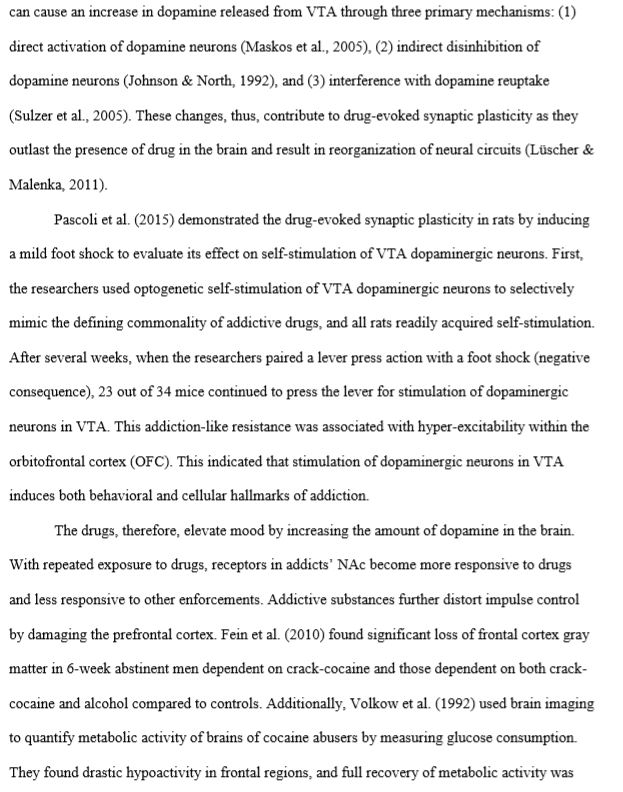 can cause an increase in dopamine released from VTA through three primary mechanisms: (1)
direct activation of dopamine neurons (Maskos et al., 2005), (2) indirect disinhibition of
dopamine neurons (Johnson & North, 1992), and (3) interference with dopamine reuptake
(Sulzer et al., 2005). These changes, thus, contribute to drug-evoked synaptic plasticity as they
outlast the presence of drug in the brain and result in reorganization of neural circuits (Lüscher &
Malenka, 2011).
Pascoli et al. (2015) demonstrated the drug-evoked synaptic plasticity in rats by inducing
a mild foot shock to evaluate its effect on self-stimulation of VTA dopaminergic neurons. First,
the researchers used optogenetic self-stimulation of VTA dopaminergic neurons to selectively
mimic the defining commonality of addictive drugs, and all rats readily acquired self-stimulation.
After several weeks, when the researchers paired a lever press action with a foot shock (negative
consequence), 23 out of 34 mice continued to press the lever for stimulation of dopaminergic
neurons in VTA. This addiction-like resistance was associated with hyper-excitability within the
orbitofrontal cortex (OFC). This indicated that stimulation of dopaminergic neurons in VTA
induces both behavioral and cellular hallmarks of addiction.
The drugs, therefore, elevate mood by increasing the amount of dopamine in the brain.
With repeated exposure to drugs, receptors in addicts' NAc become more responsive to drugs
and less responsive to other enforcements. Addictive substances further distort impulse control
by damaging the prefrontal cortex. Fein et al. (2010) found significant loss of frontal cortex gray
matter in 6-week abstinent men dependent on crack-cocaine and those dependent on both crack-
cocaine and alcohol compared to controls. Additionally, Volkow et al. (1992) used brain imaging
to quantify metabolic activity of brains of cocaine abusers by measuring glucose consumption.
They found drastic hypoactivity in frontal regions, and full recovery of metabolic activity was